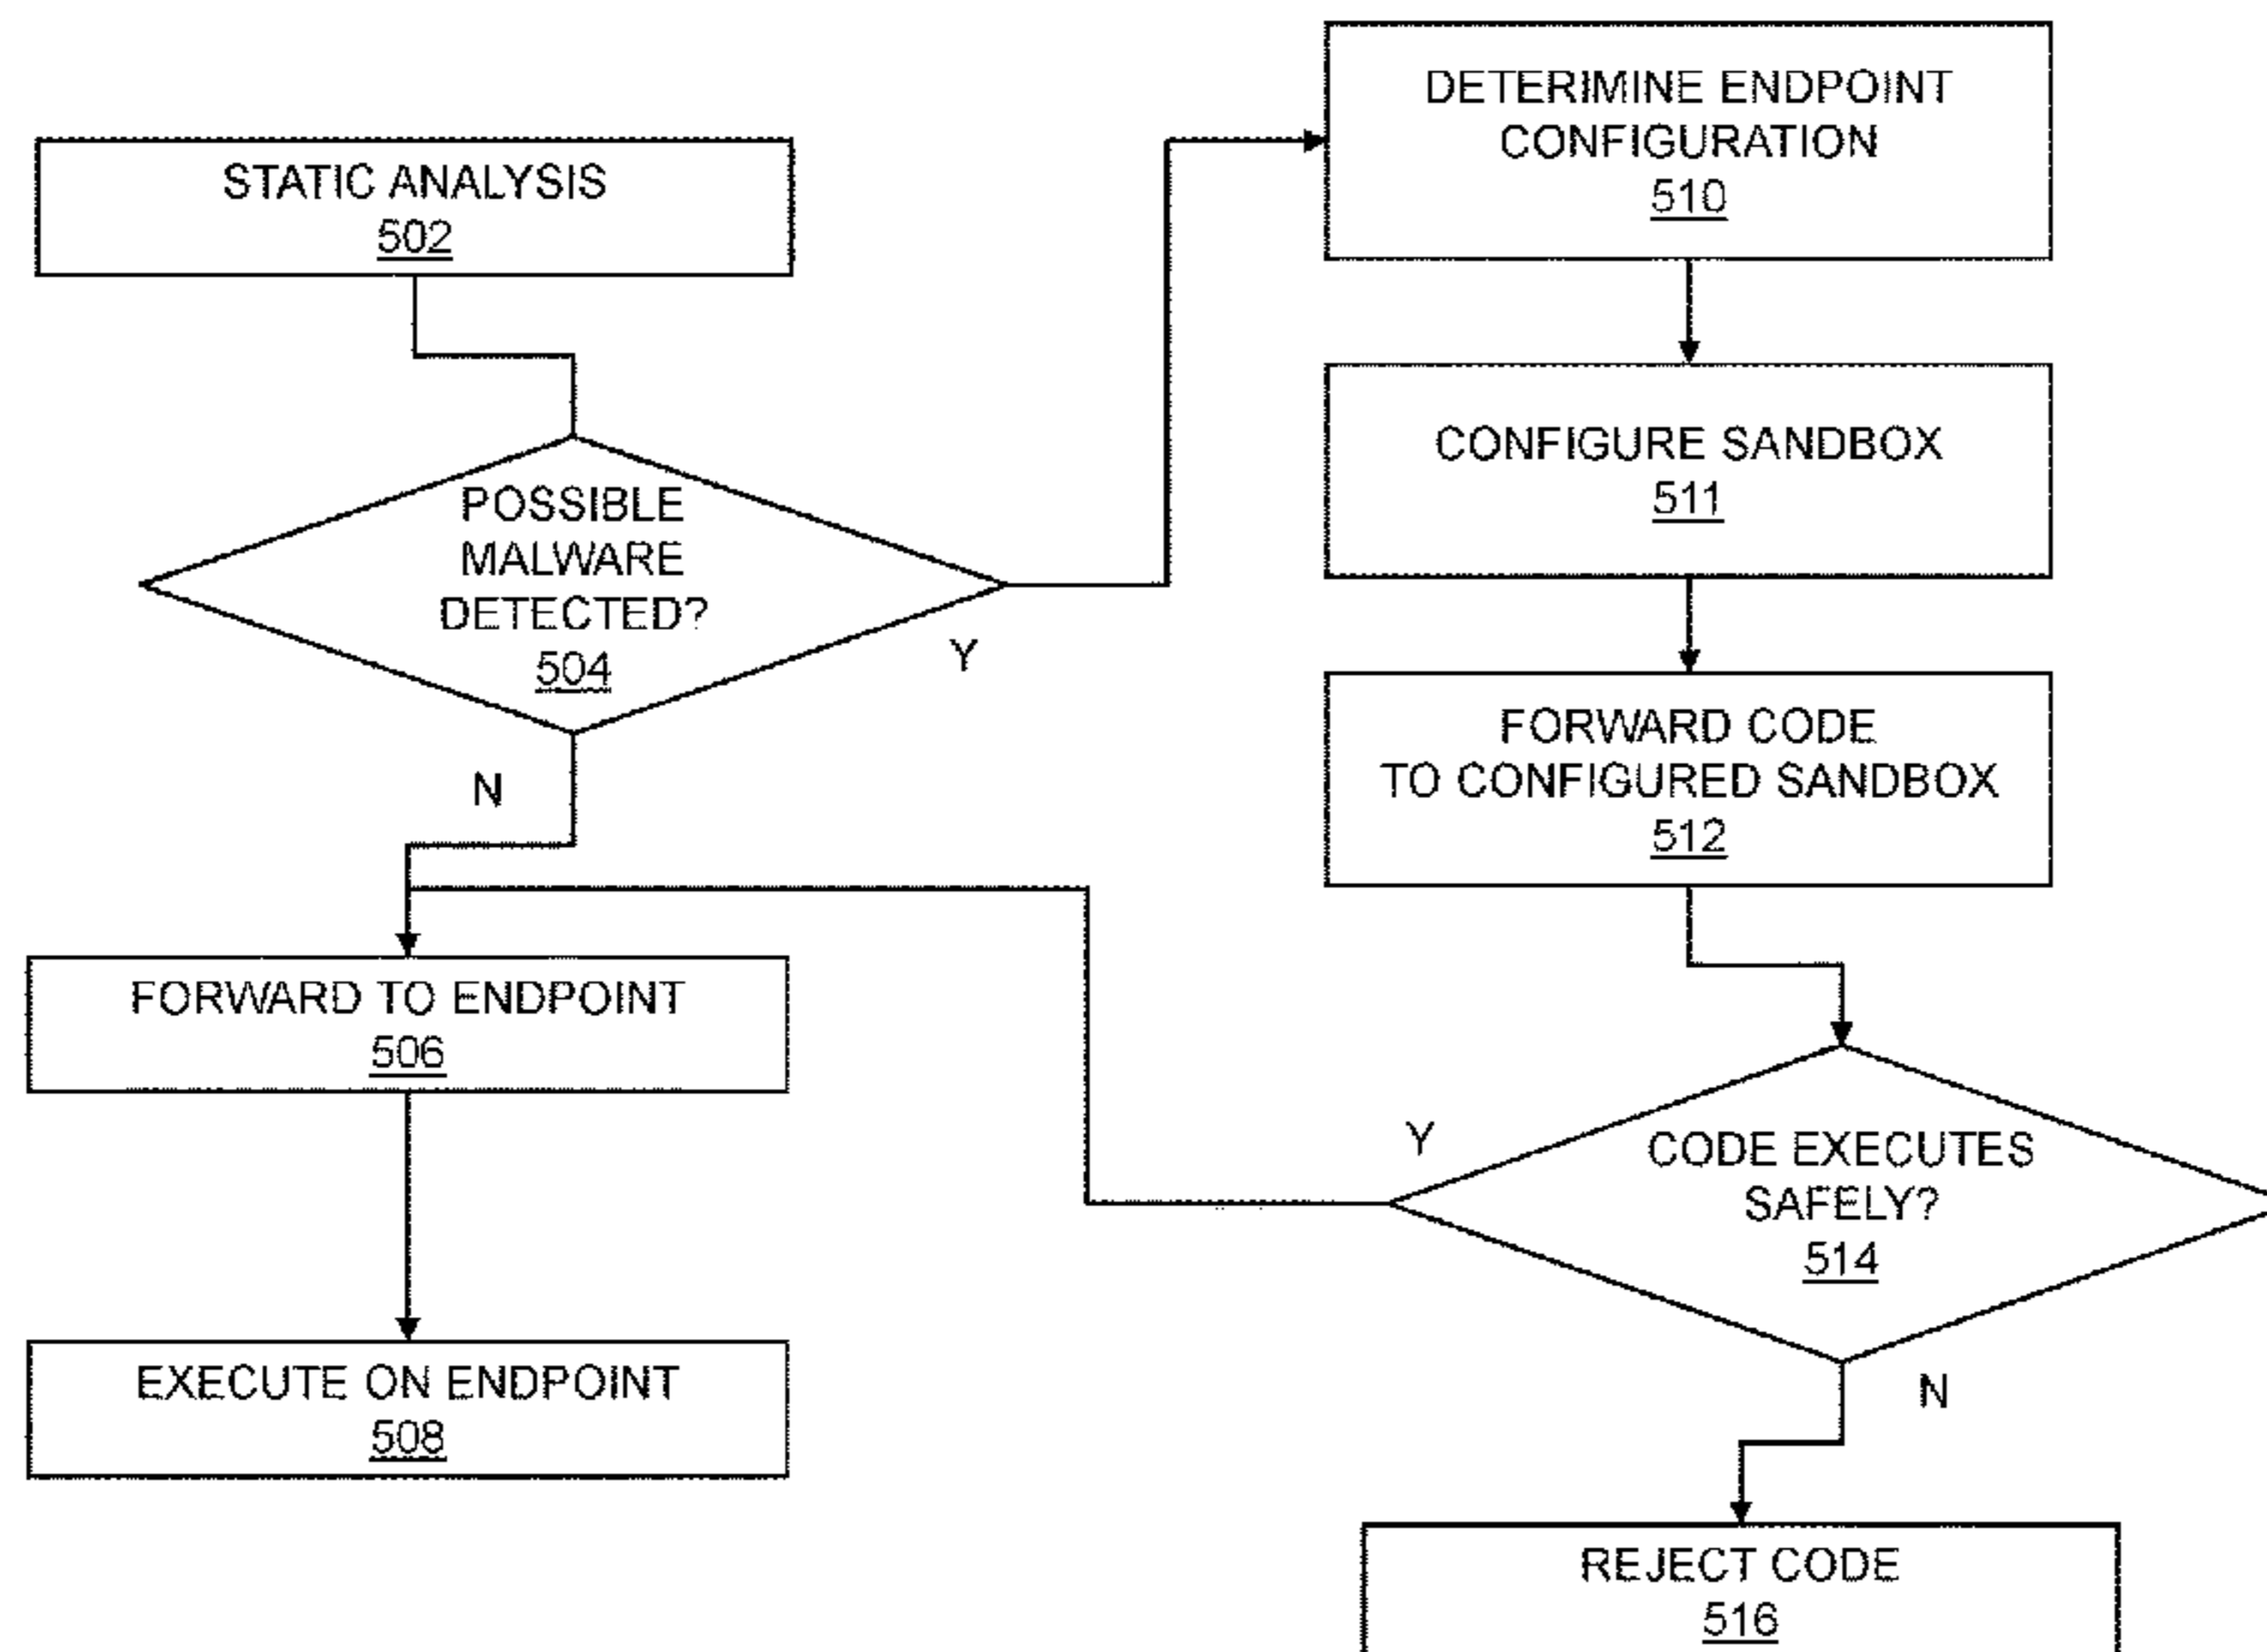 STATIC ANALYSIS
502
POSSIBLE
MALWARE
DETECTED?
504
Y
N
FORWARD TO ENDPOINT
506
EXECUTE ON ENDPOINT
508
DETERIMINE ENDPOINT
CONFIGURATION
510
CONFIGURE SANDBOX
511
FORWARD CODE
TO CONFIGURED SANDBOX
512
Y
CODE EXECUTES
SAFELY?
514
N
REJECT CODE
516